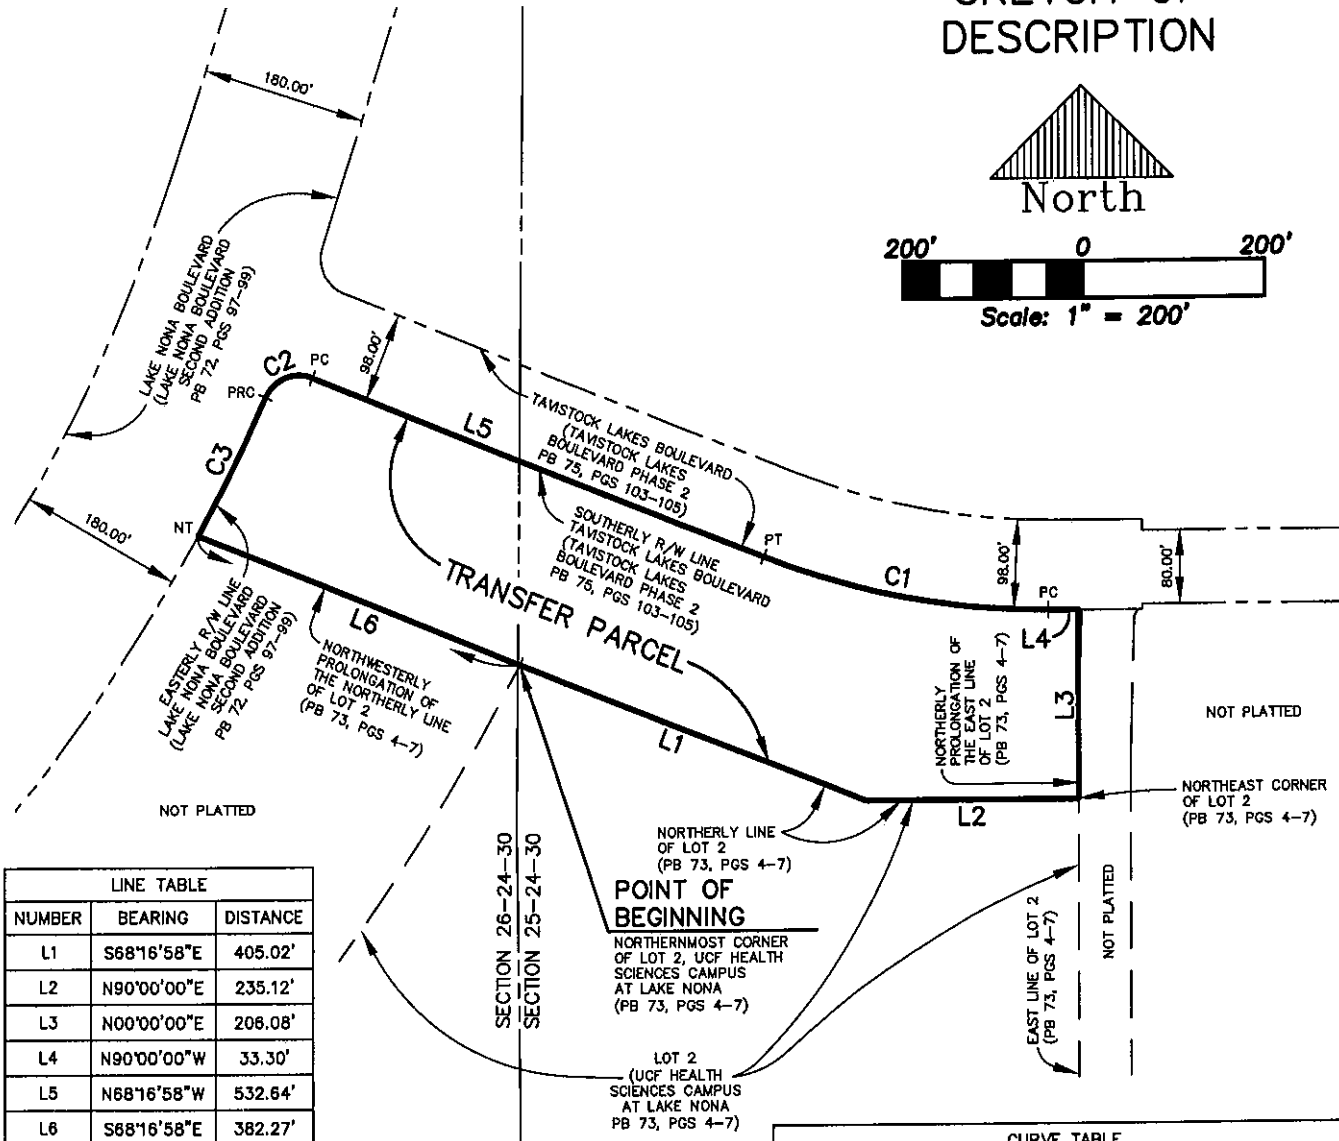 DESCRIPTION
North
200' 0 200'
Scale: 1" = 200'
180.00'
LAKE NONA BOULEVARD
(LAKE NONA BOULEVARD
SECOND ADDITION
PB 72, PGS 97-99)
C2
PC
PRC
98.00'
L5
TAVISTOCK LAKES BOULEVARD
(TAVISTOCK LAKES
BOULEVARD PHASE 2
PB 75, PGS 103-105)
C3
180.00'
NT
SOUTHERLY R/W LINE
TAVISTOCK LAKES BOULEVARD
(TAVISTOCK LAKES
BOULEVARD PHASE 2
PB 75, PGS 103-105)
PT
C1
98.00'
80.00'
PC
L4
TRANSFER PARCEL
EASTERLY R/W LINE
LAKE NONA BOULEVARD
(LAKE NONA BOULEVARD
SECOND ADDITION
PB 72, PGS 97-99)
L6
NORTHWESTERLY
PROLONGATION OF
THE NORTHERLY LINE
OF LOT 2
(PB 73, PGS 4-7)
L1
NORTHERLY
PROLONGATION OF
THE EAST LINE
OF LOT 2
(PB 73, PGS 4-7)
L3
NOT PLATTED
NORTHEAST CORNER
OF LOT 2
(PB 73, PGS 4-7)
L2
NOT PLATTED
NORTHERLY LINE
OF LOT 2
(PB 73, PGS 4-7)
SECTION 26-24-30
SECTION 25-24-30
POINT OF
BEGINNING
NORTHERNMOST CORNER
OF LOT 2, UCF HEALTH
SCIENCES CAMPUS
AT LAKE NONA
(PB 73, PGS 4-7)
EAST LINE OF LOT 2
(PB 73, PGS 4-7)
NOT PLATTED
LOT 2
(UCF HEALTH
SCIENCES CAMPUS
AT LAKE NONA
PB 73, PGS 4-7)
LINE TABLE
NUMBER BEARING DISTANCE
L1 S68°16'58"E 405.02'
L2 N90°00'00"E 235.12'
L3 N00°00'00"E 206.08'
L4 N90°00'00"W 33.30'
L5 N68°16'58"W 532.64'
L6 S68°16'58"E 382.27'
CURVE TABLE